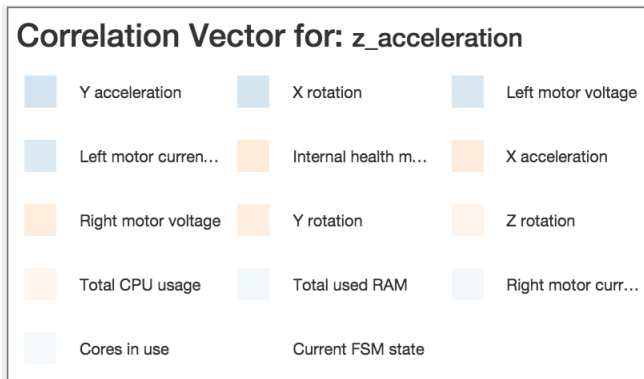 Correlation Vector for: z_acceleration
Y acceleration X rotation Left motor voltage
Left motor curren... Internal health m... X acceleration
Right motor voltage Y rotation Z rotation
Total CPU usage Total used RAM Right motor curr...
Cores in use Current FSM state